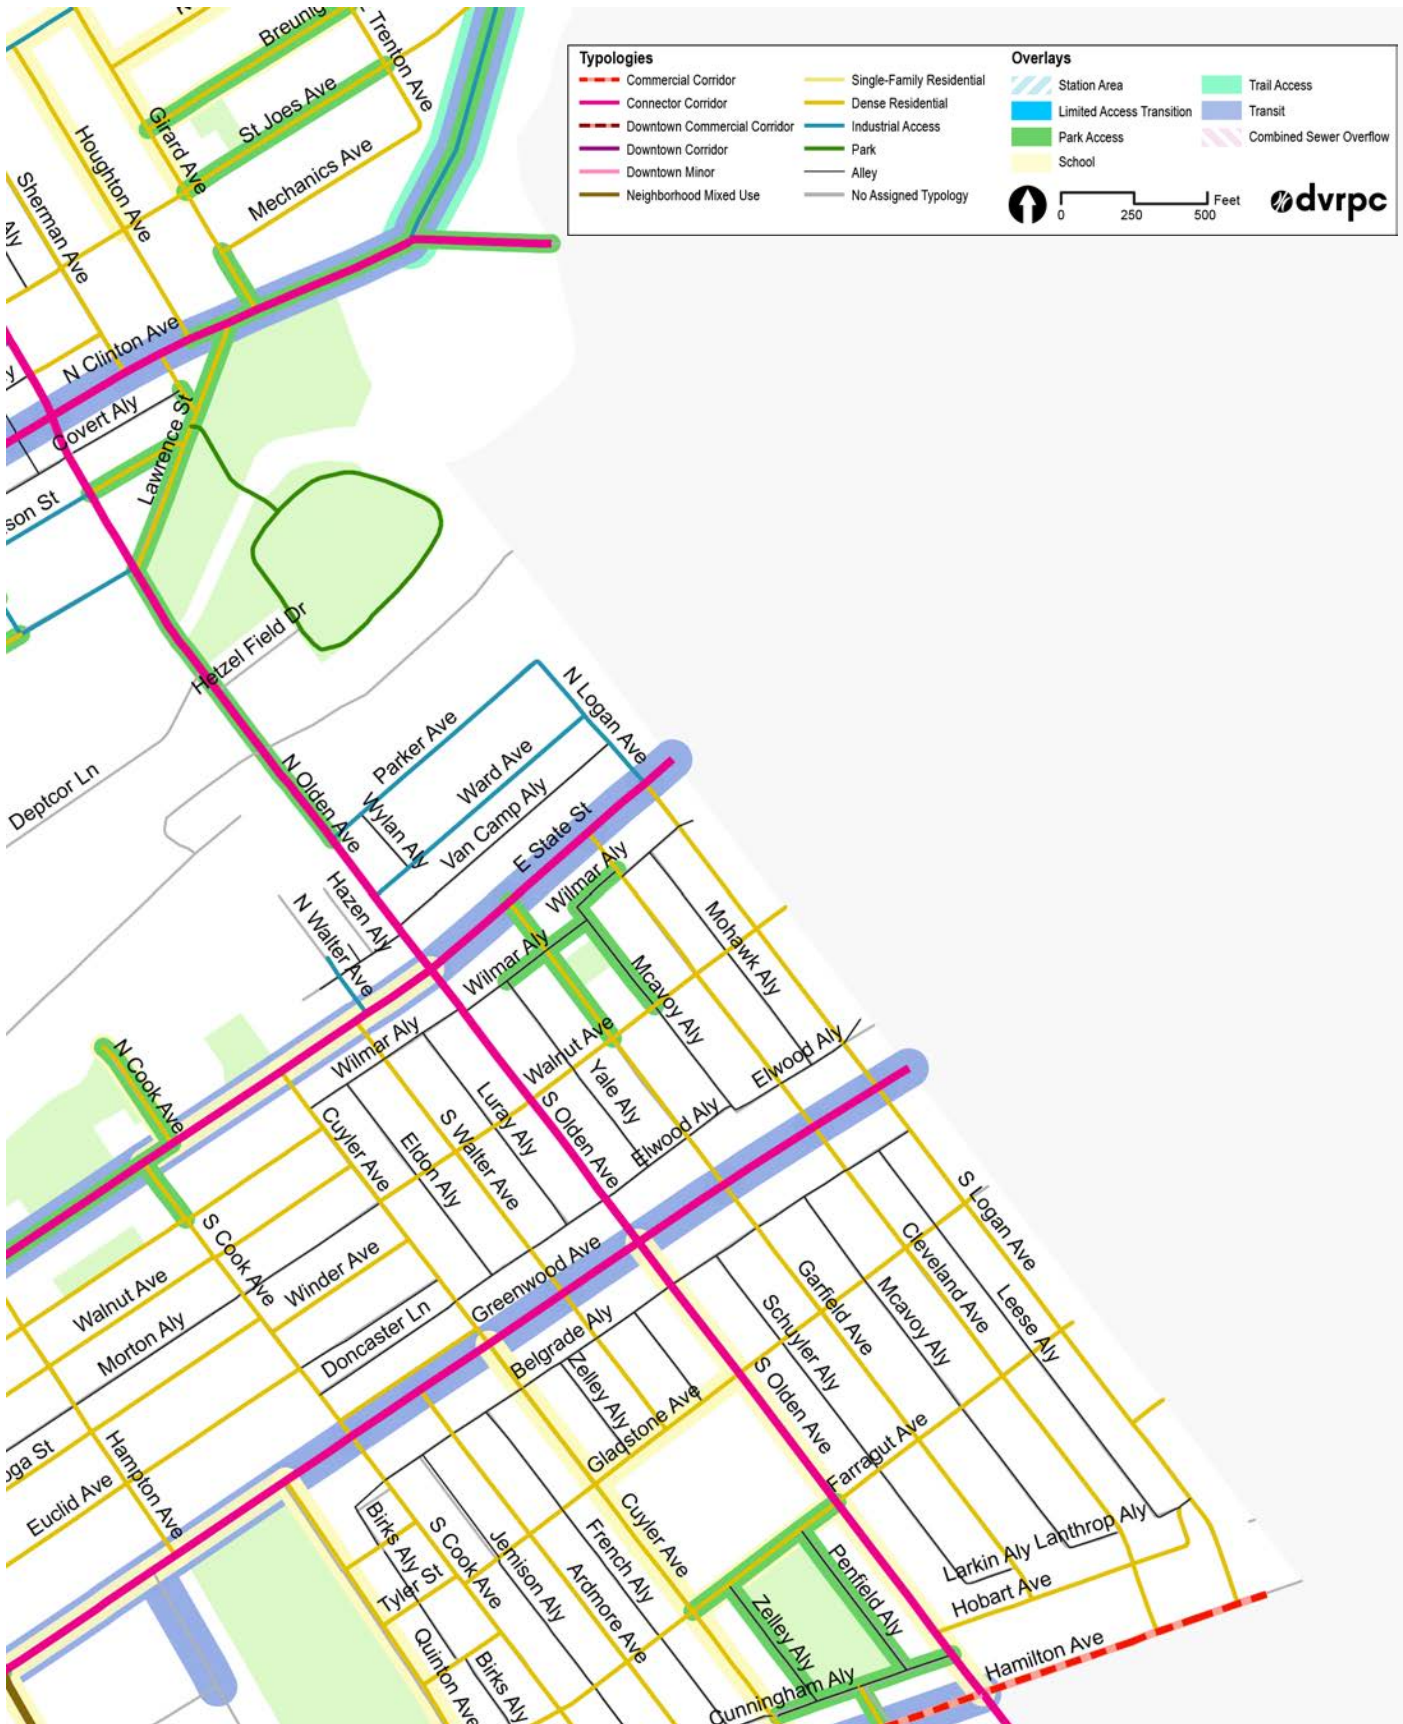 Breunig
Trenton Ave
St Joes Ave
Girard Ave
Houghton Ave
Mechanics Ave
Sherman Ave
Aly
N Clinton Ave
Covert Aly
Lawrence St
son St
Typologies
Commercial Corridor
Connector Corridor
Downtown Commercial Corridor
Downtown Corridor
Downtown Minor
Neighborhood Mixed Use
Single-Family Residential
Dense Residential
Industrial Access
Park
Alley
No Assigned Typology
Overlays
Station Area
Limited Access Transition
Park Access
School
Trail Access
Transit
Combined Sewer Overflow
0 250 500 Feet
dvrpc
Hetzel Field Dr
N Logan Ave
Parker Ave
Ward Ave
Deptcor Ln
N Olden Ave
Wylan Aly
Van Camp Aly
E State St
Hazen Aly
Wilmar Aly
N Walter Ave
Wilmar Aly
Mohawk Aly
Mcavoy Aly
Wilmar Aly
Walnut Ave
Elwood Aly
N Cook Ave
Yale Aly
Luray Aly
S Olden Ave
Elwood Aly
Cuyler Ave
Eldon Aly
S Walter Ave
S Logan Ave
S Cook Ave
Winder Ave
Greenwood Ave
Walnut Ave
Morton Aly
Doncaster Ln
Belgrade Aly
Garfield Ave
Cleveland Ave
Schuyler Aly
Mcavoy Aly
Leese Aly
Zelley Aly
S Olden Ave
Gladstone Ave
Farragut Ave
oga St
Hampton Ave
Euclid Ave
Birks Aly
S Cook Ave
Jemison Aly
French Aly
Cuyler Ave
Tyler St
Ardmore Ave
Penfield Aly
Zelley Aly
Larkin Aly
Lanthrop Aly
Hobart Ave
Quinton Ave
Birks Aly
Cunningham Aly
Hamilton Ave